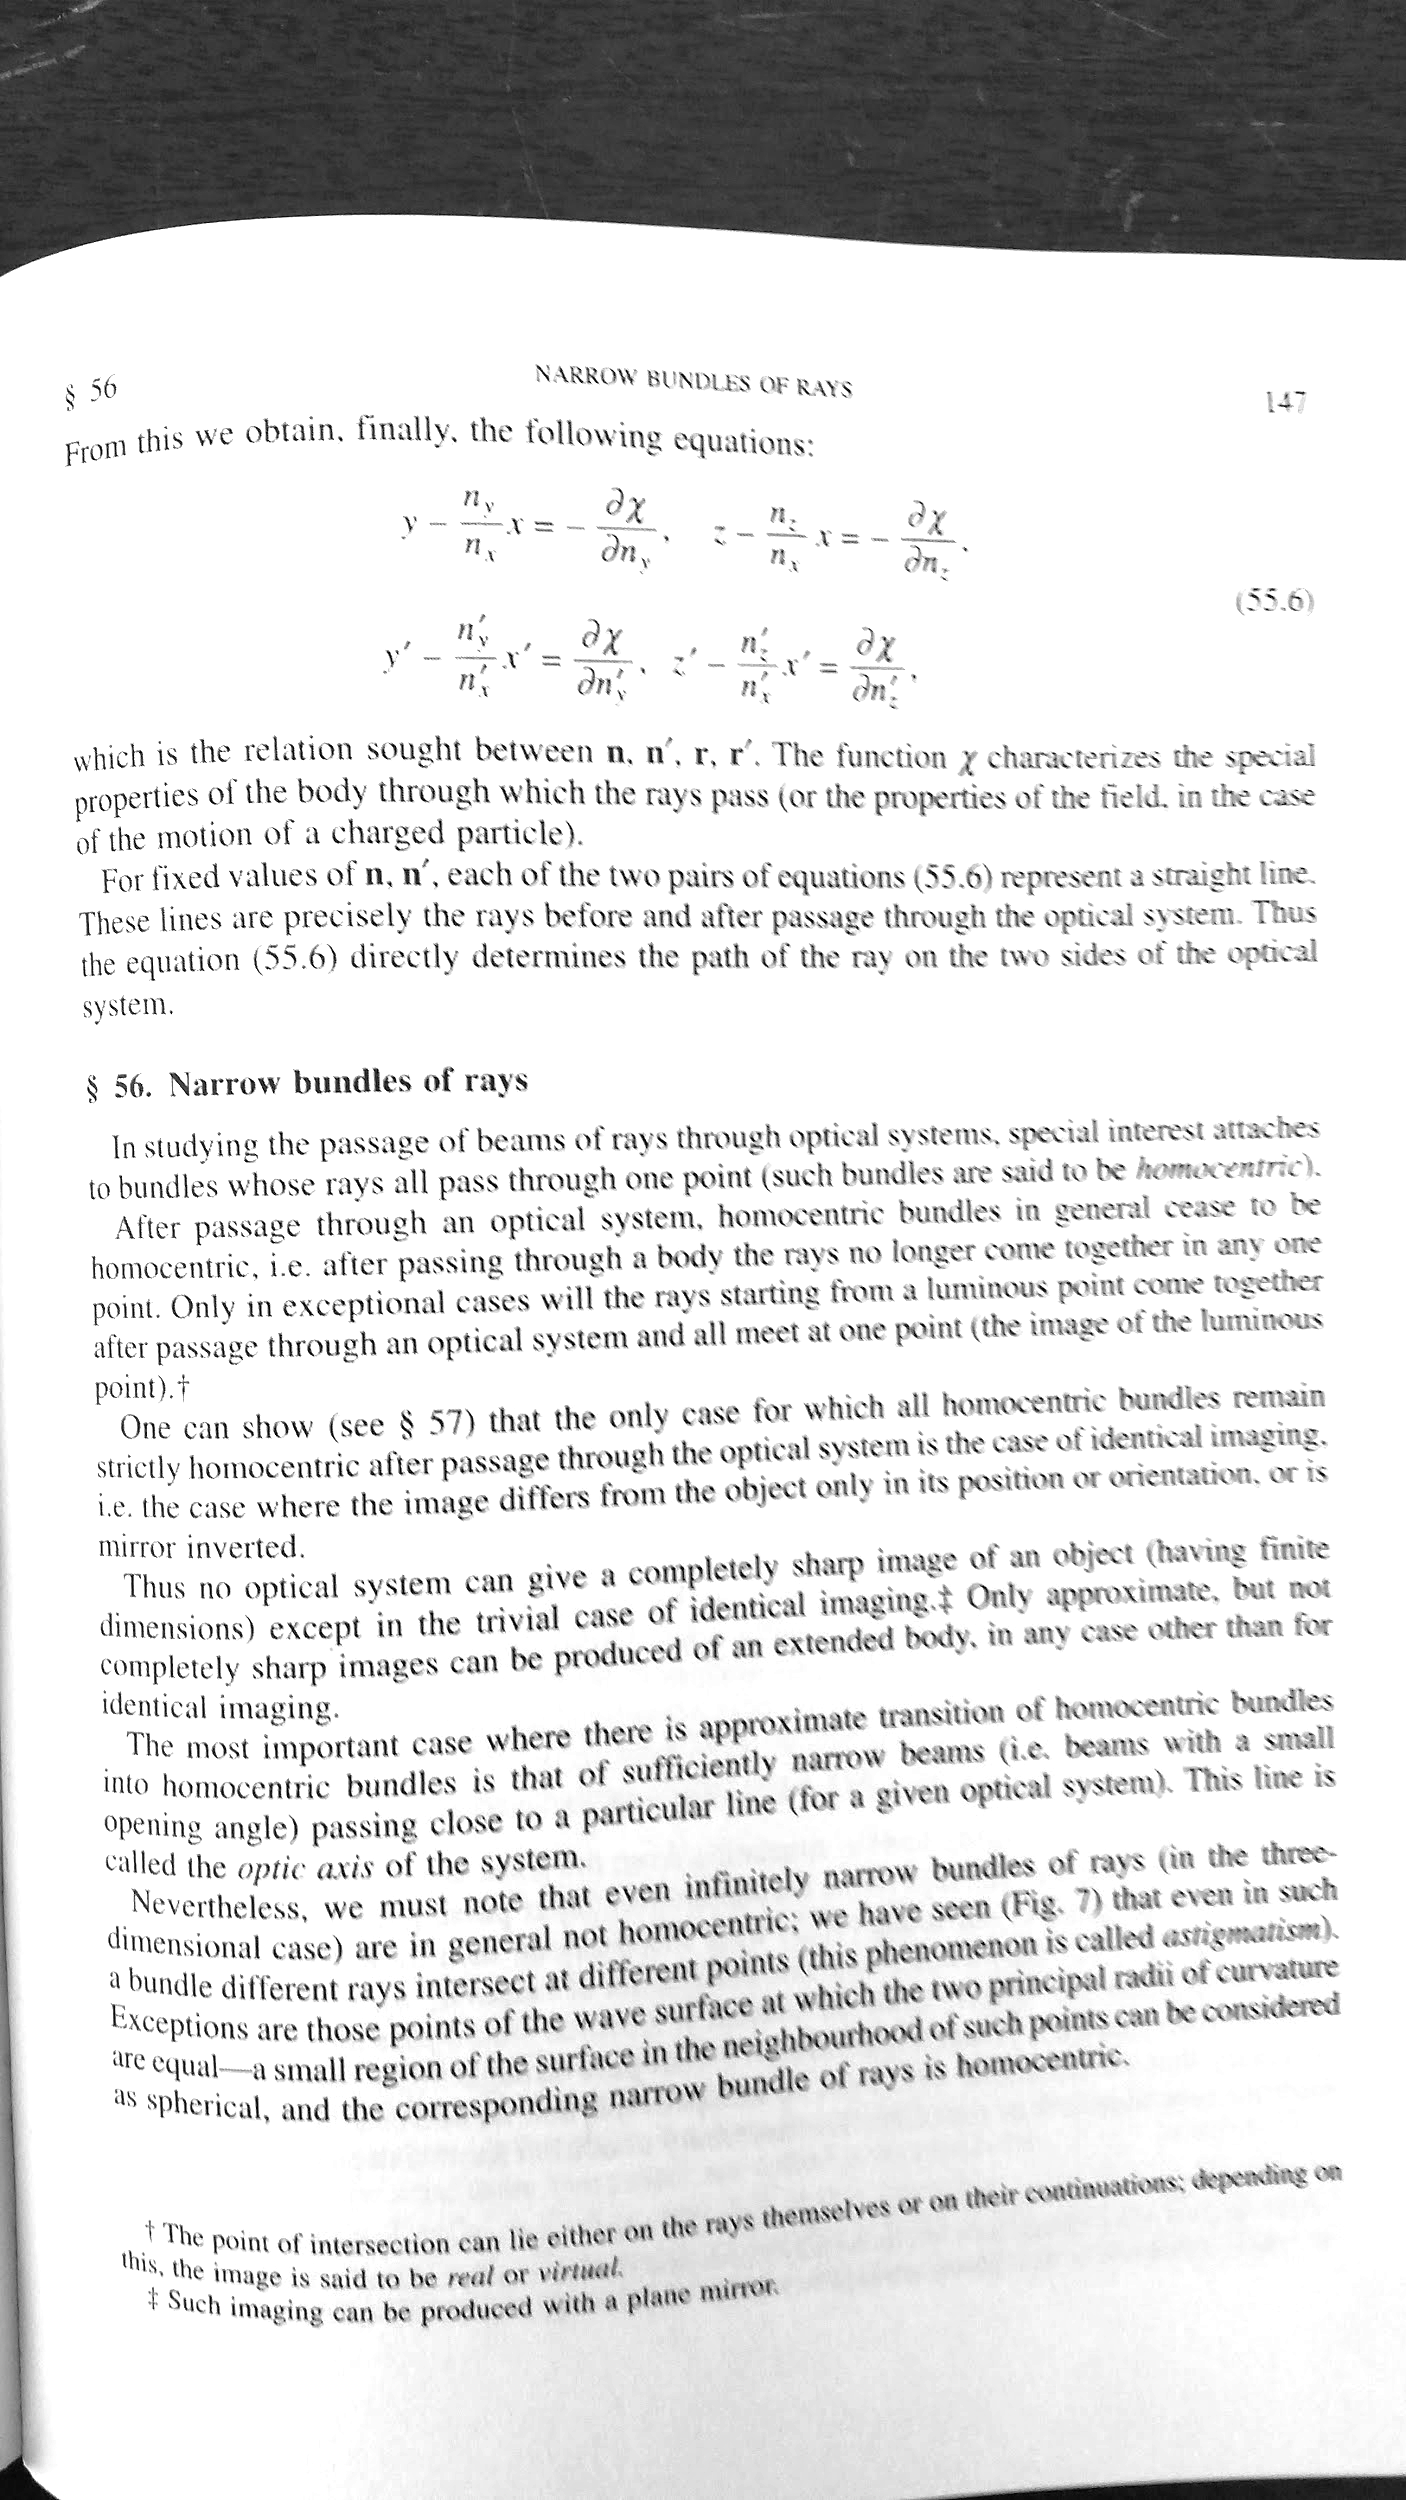 § 56
NARROW BUNDLES OF RAYS
147
From this we obtain, finally, the following equations:
y − n_y/n_x x = − ∂χ/∂n_y, z − n_z/n_x x = − ∂χ/∂n_z,
(55.6)
y′ − n′_y/n′_x x′ = ∂χ/∂n′_y, z′ − n′_z/n′_x x′ = ∂χ/∂n′_z,
which is the relation sought between n, n′, r, r′. The function χ characterizes the special
properties of the body through which the rays pass (or the properties of the field, in the case
of the motion of a charged particle).
For fixed values of n, n′, each of the two pairs of equations (55.6) represent a straight line.
These lines are precisely the rays before and after passage through the optical system. Thus
the equation (55.6) directly determines the path of the ray on the two sides of the optical
system.
§ 56. Narrow bundles of rays
In studying the passage of beams of rays through optical systems, special interest attaches
to bundles whose rays all pass through one point (such bundles are said to be homocentric).
After passage through an optical system, homocentric bundles in general cease to be
homocentric, i.e. after passing through a body the rays no longer come together in any one
point. Only in exceptional cases will the rays starting from a luminous point come together
after passage through an optical system and all meet at one point (the image of the luminous
point).†
One can show (see § 57) that the only case for which all homocentric bundles remain
strictly homocentric after passage through the optical system is the case of identical imaging,
i.e. the case where the image differs from the object only in its position or orientation, or is
mirror inverted.
Thus no optical system can give a completely sharp image of an object (having finite
dimensions) except in the trivial case of identical imaging.‡ Only approximate, but not
completely sharp images can be produced of an extended body, in any case other than for
identical imaging.
The most important case where there is approximate transition of homocentric bundles
into homocentric bundles is that of sufficiently narrow beams (i.e. beams with a small
opening angle) passing close to a particular line (for a given optical system). This line is
called the optic axis of the system.
Nevertheless, we must note that even infinitely narrow bundles of rays (in the three-
dimensional case) are in general not homocentric; we have seen (Fig. 7) that even in such
a bundle different rays intersect at different points (this phenomenon is called astigmatism).
Exceptions are those points of the wave surface at which the two principal radii of curvature
are equal—a small region of the surface in the neighbourhood of such points can be considered
as spherical, and the corresponding narrow bundle of rays is homocentric.
† The point of intersection can lie either on the rays themselves or on their continuations; depending on
this, the image is said to be real or virtual.
‡ Such imaging can be produced with a plane mirror.